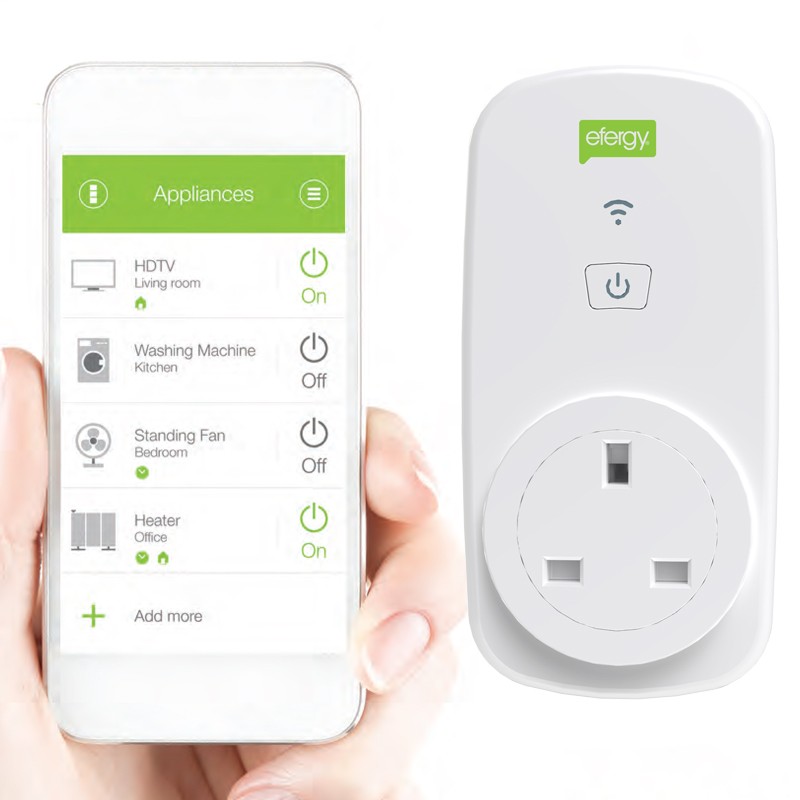 Appliances
HDTV
Living room
On
Washing Machine
Kitchen
Off
Standing Fan
Bedroom
Off
Heater
Office
On
Add more
efergy